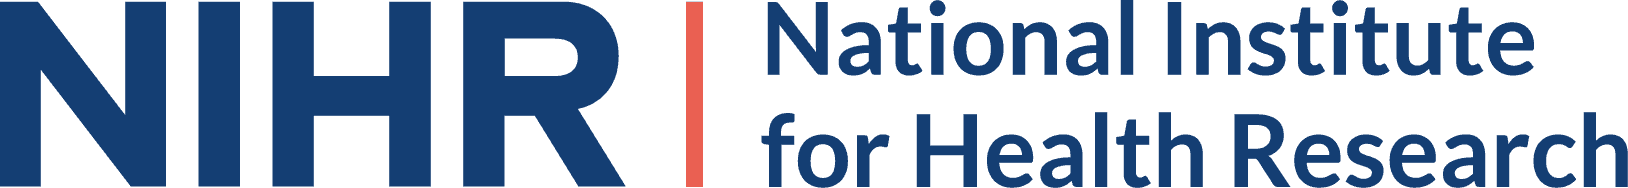 NIHR
National Institute
for Health Research